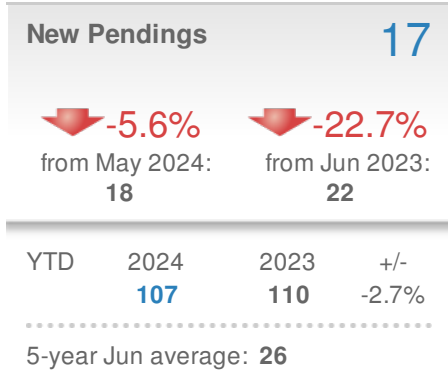 New Pendings 17
-5.6% -22.7%
from May 2024: from Jun 2023:
18 22
YTD 2024 2023 +/-
107 110 -2.7%
5-year Jun average: 26